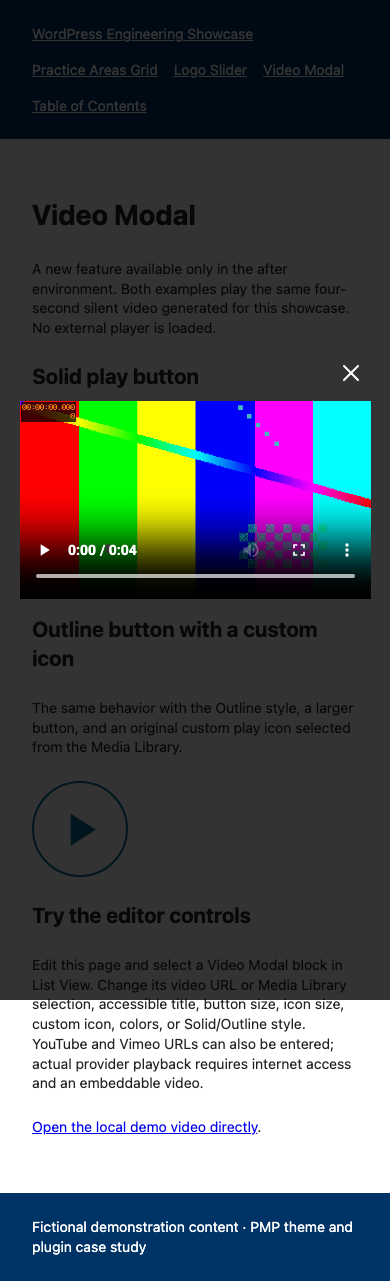 WordPress Engineering Showcase
Practice Areas Grid Logo Slider Video Modal
Table of Contents
Video Modal
A new feature available only in the after
environment. Both examples play the same four-
second silent video generated for this showcase.
No external player is loaded.
Solid play button
00:00:00.000
0
0:00 / 0:04
Outline button with a custom
icon
The same behavior with the Outline style, a larger
button, and an original custom play icon selected
from the Media Library.
Try the editor controls
Edit this page and select a Video Modal block in
List View. Change its video URL or Media Library
selection, accessible title, button size, icon size,
custom icon, colors, or Solid/Outline style.
YouTube and Vimeo URLs can also be entered;
actual provider playback requires internet access
and an embeddable video.
Open the local demo video directly.
Fictional demonstration content · PMP theme and
plugin case study